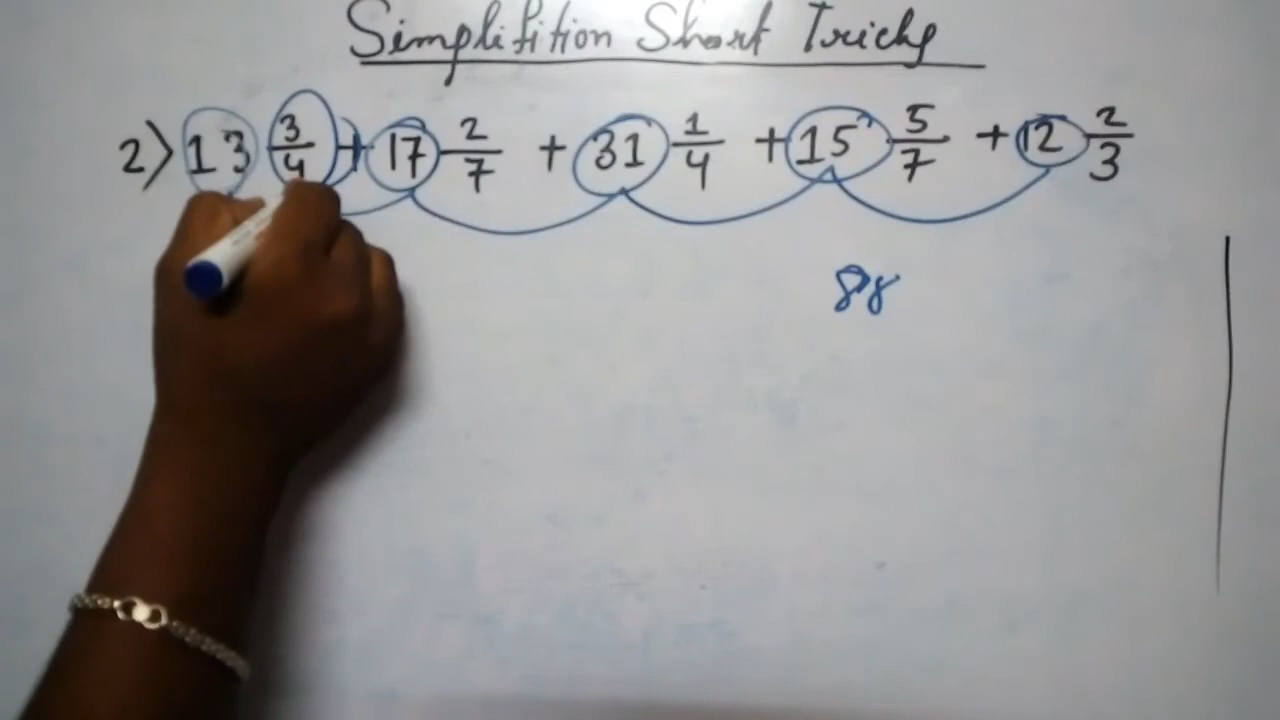 Simplifition Short Tricks
2) 13 3/4 + 17 2/7 + 31 1/4 + 15 5/7 + 12 2/3
88